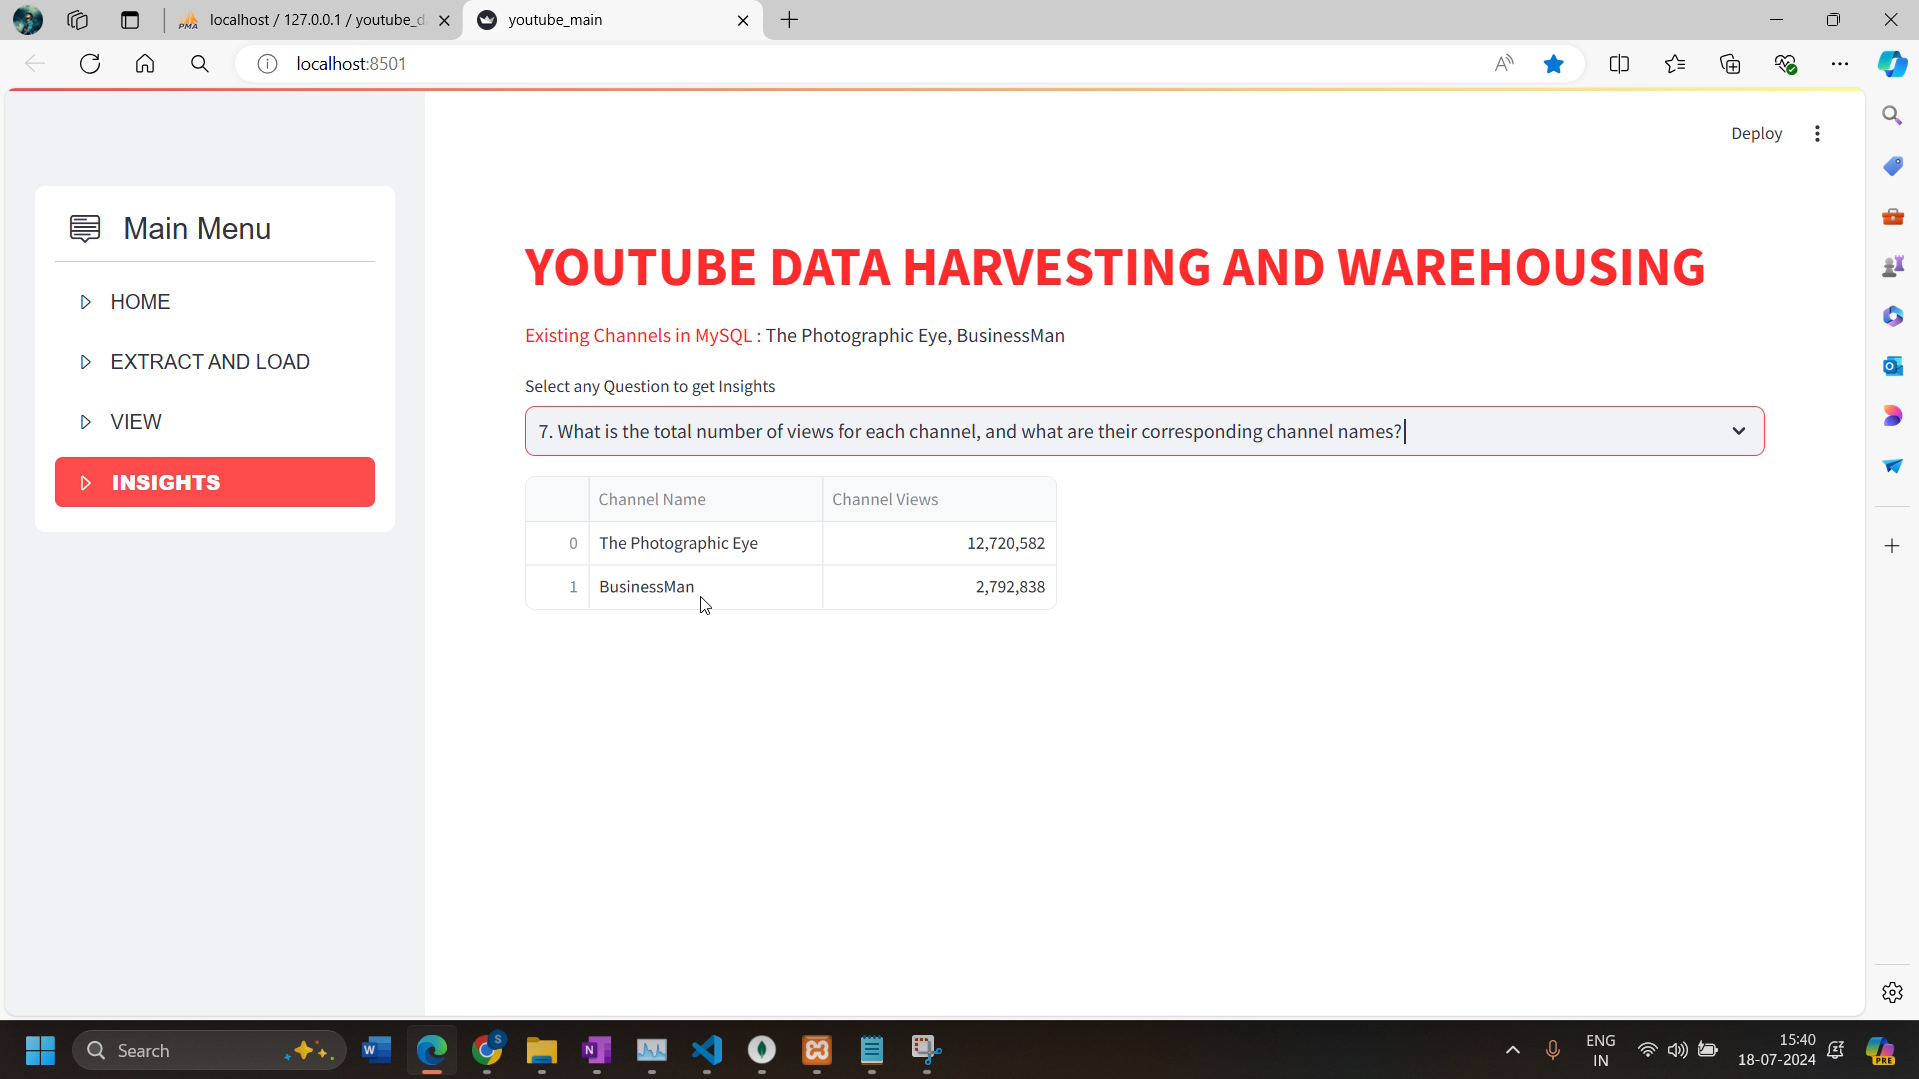 localhost / 127.0.0.1 / youtube_d
youtube_main
localhost:8501
Deploy
Main Menu
HOME
EXTRACT AND LOAD
VIEW
INSIGHTS
YOUTUBE DATA HARVESTING AND WAREHOUSING
Existing Channels in MySQL : The Photographic Eye, BusinessMan
Select any Question to get Insights
7. What is the total number of views for each channel, and what are their corresponding channel names?
Channel Name Channel Views
0 The Photographic Eye 12,720,582
1 BusinessMan 2,792,838
Search
ENG
IN
15:40
18-07-2024
PRE